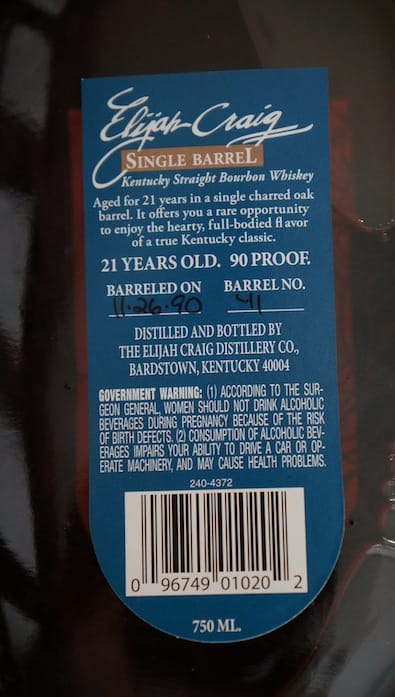 Elijah Craig
SINGLE BARREL
Kentucky Straight Bourbon Whiskey
Aged for 21 years in a single charred oak
barrel. It offers you a rare opportunity
to enjoy the hearty, full-bodied flavor
of a true Kentucky classic.
21 YEARS OLD. 90 PROOF.
BARRELED ON BARREL NO.
11-26-90 41
DISTILLED AND BOTTLED BY
THE ELIJAH CRAIG DISTILLERY CO.,
BARDSTOWN, KENTUCKY 40004
GOVERNMENT WARNING: (1) ACCORDING TO THE SUR-
GEON GENERAL, WOMEN SHOULD NOT DRINK ALCOHOLIC
BEVERAGES DURING PREGNANCY BECAUSE OF THE RISK
OF BIRTH DEFECTS. (2) CONSUMPTION OF ALCOHOLIC BEV-
ERAGES IMPAIRS YOUR ABILITY TO DRIVE A CAR OR OP-
ERATE MACHINERY, AND MAY CAUSE HEALTH PROBLEMS.
240-4372
0 96749 01020 2
750 ML.